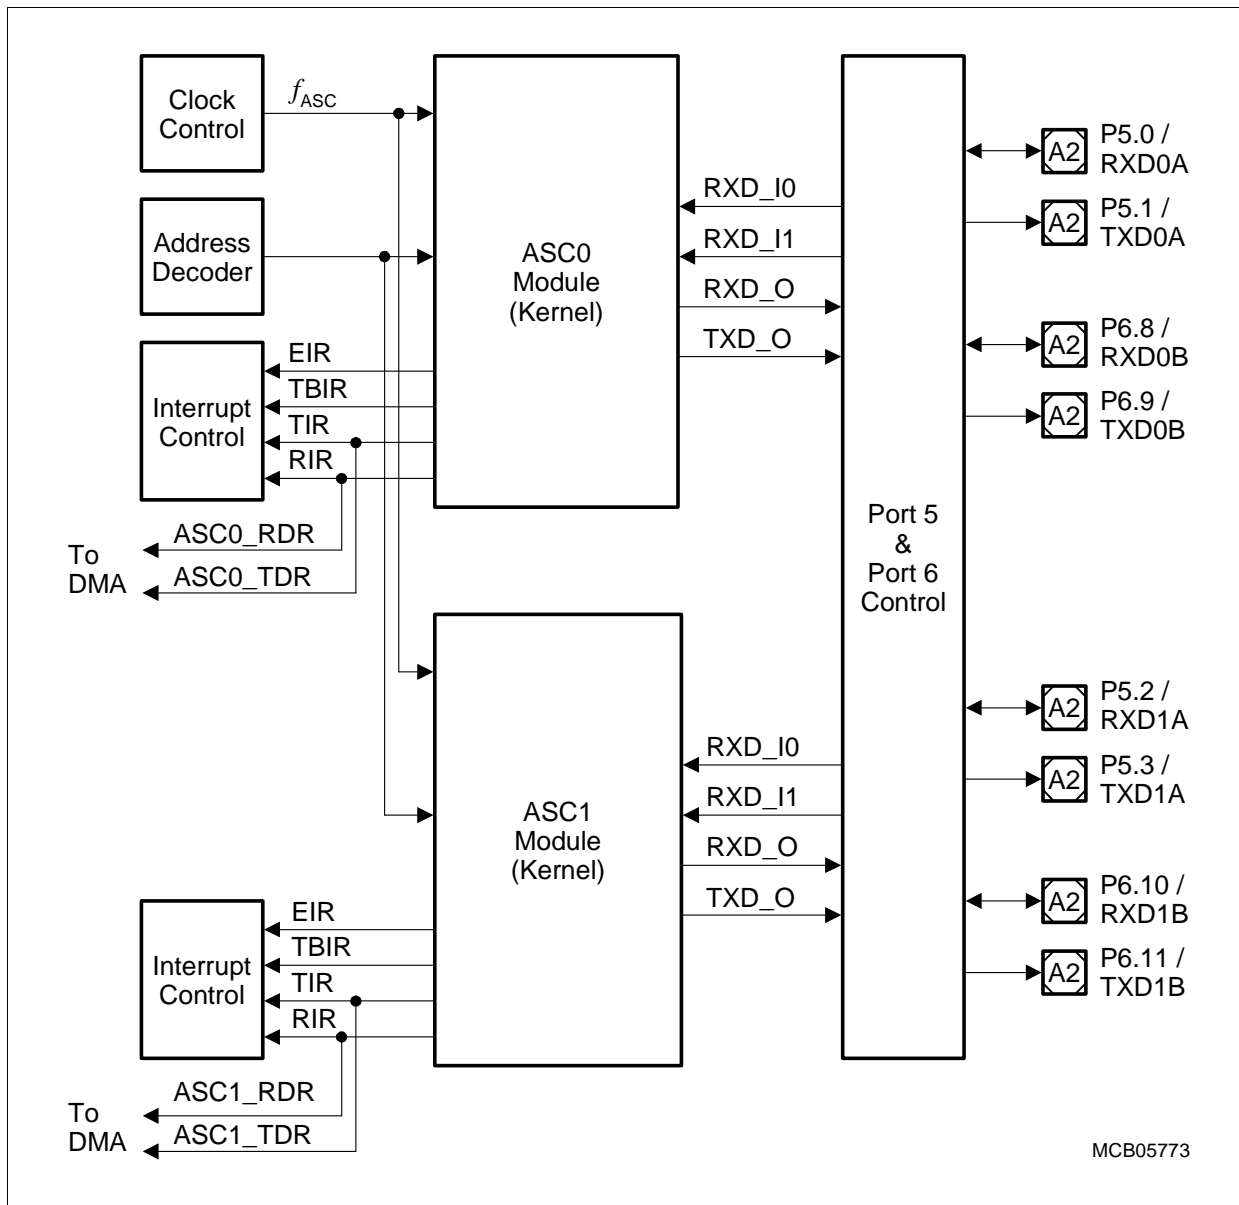 Clock
Control
fASC
Address
Decoder
ASC0
Module
(Kernel)
Interrupt
Control
EIR
TBIR
TIR
RIR
To
DMA
ASC0_RDR
ASC0_TDR
RXD_I0
RXD_I1
RXD_O
TXD_O
Port 5
&
Port 6
Control
A2
P5.0 /
RXD0A
A2
P5.1 /
TXD0A
A2
P6.8 /
RXD0B
A2
P6.9 /
TXD0B
ASC1
Module
(Kernel)
RXD_I0
RXD_I1
RXD_O
TXD_O
A2
P5.2 /
RXD1A
A2
P5.3 /
TXD1A
A2
P6.10 /
RXD1B
A2
P6.11 /
TXD1B
Interrupt
Control
EIR
TBIR
TIR
RIR
To
DMA
ASC1_RDR
ASC1_TDR
MCB05773